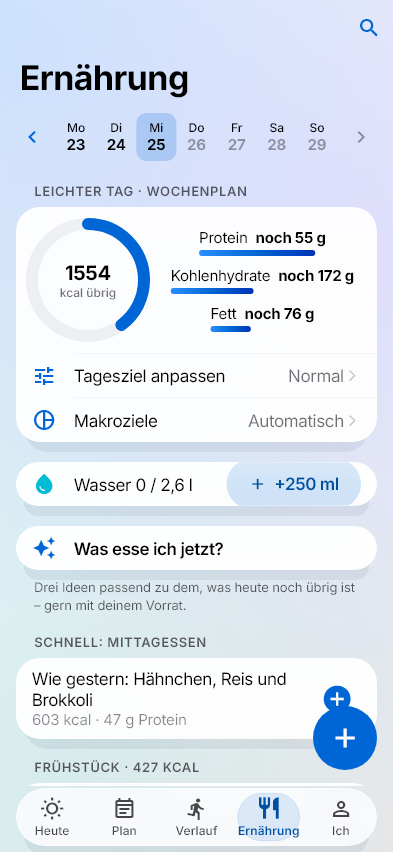 Ernährung
Mo Di Mi Do Fr Sa So
23 24 25 26 27 28 29
LEICHTER TAG · WOCHENPLAN
1554
kcal übrig
Protein noch 55 g
Kohlenhydrate noch 172 g
Fett noch 76 g
Tagesziel anpassen Normal
Makroziele Automatisch
Wasser 0 / 2,6 l + +250 ml
Was esse ich jetzt?
Drei Ideen passend zu dem, was heute noch übrig ist
– gern mit deinem Vorrat.
SCHNELL: MITTAGESSEN
Wie gestern: Hähnchen, Reis und
Brokkoli
603 kcal · 47 g Protein
FRÜHSTÜCK · 427 KCAL
Heute Plan Verlauf Ernährung Ich